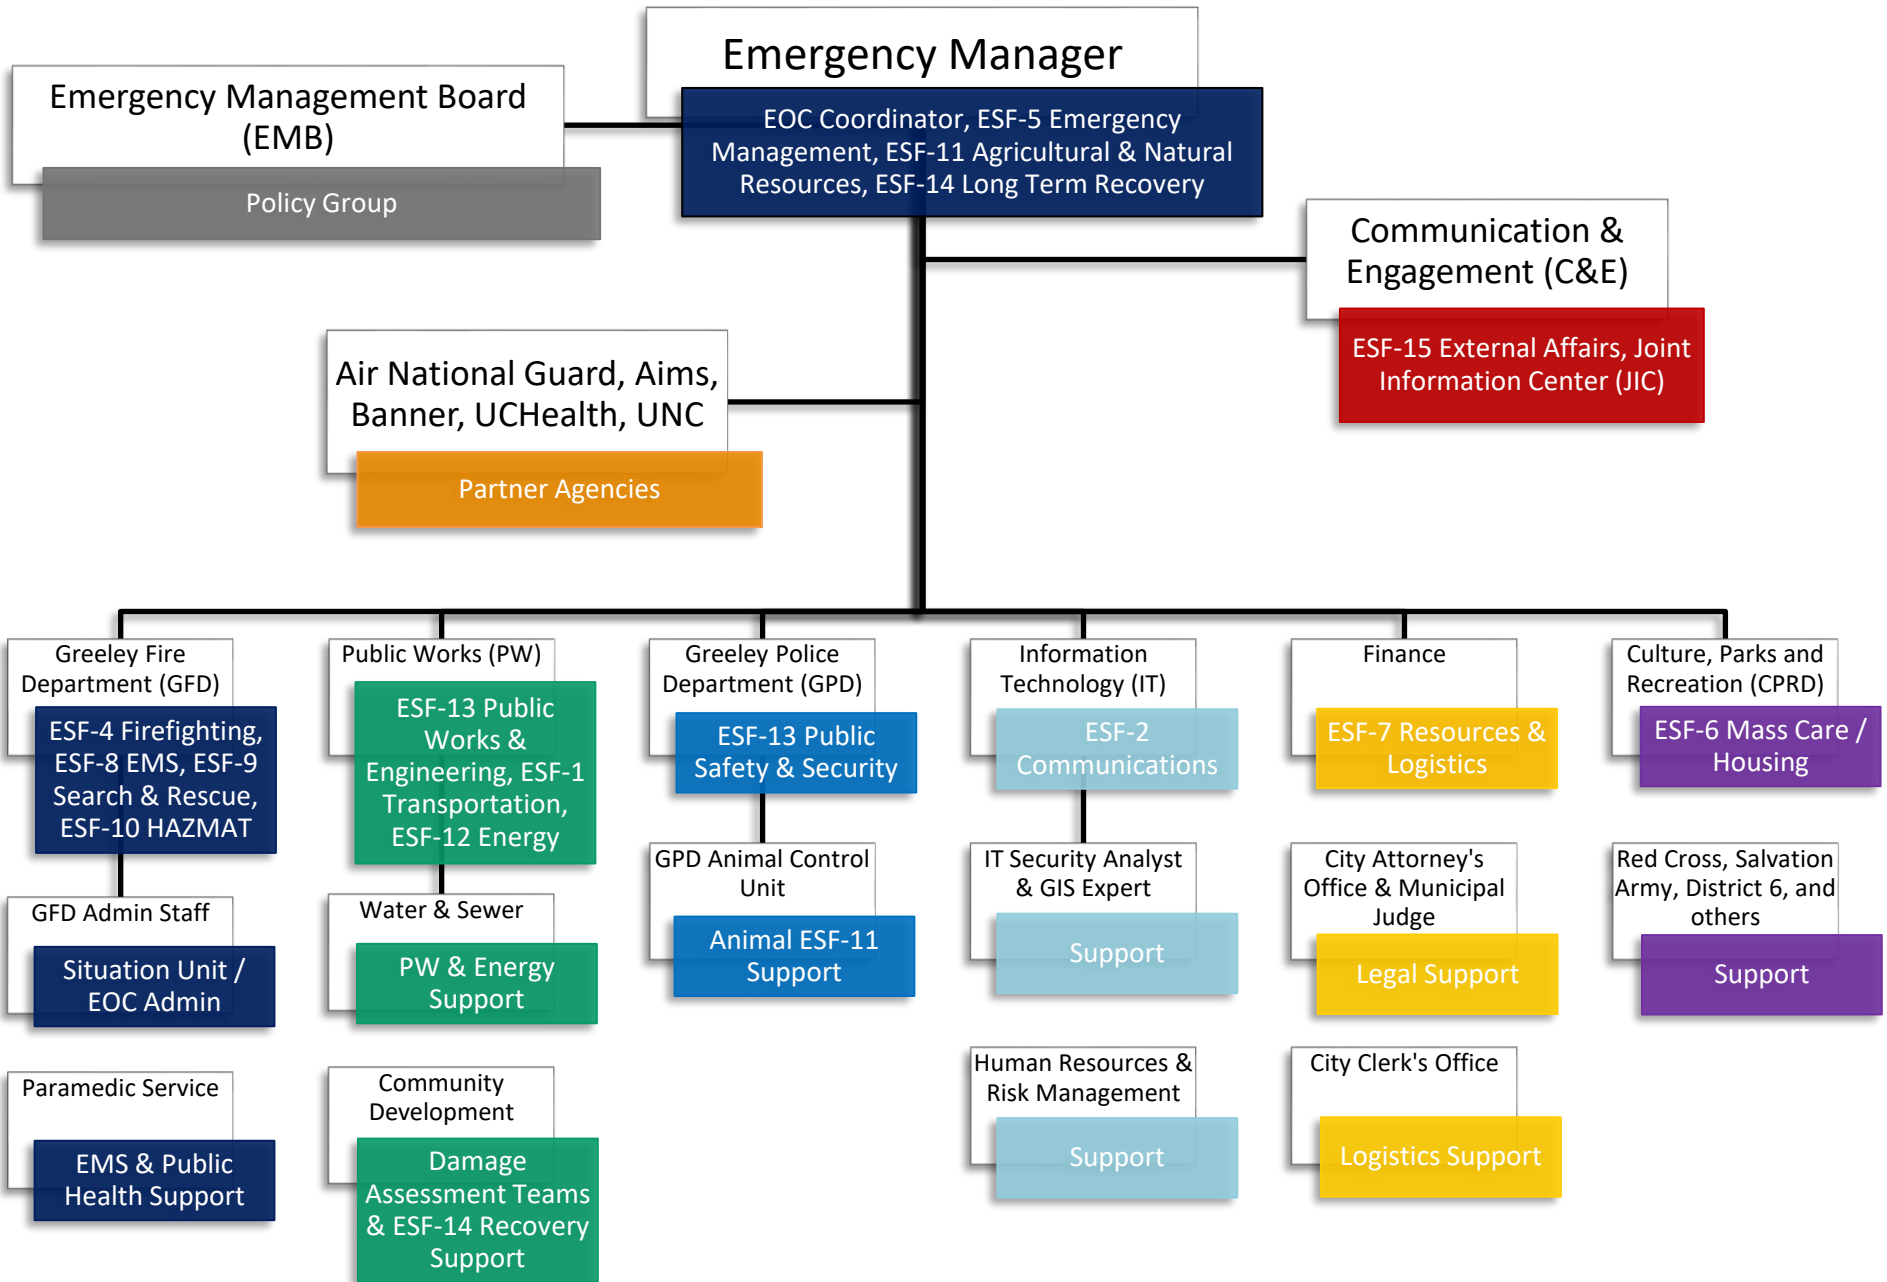 Emergency Manager
EOC Coordinator, ESF-5 Emergency
Management, ESF-11 Agricultural & Natural
Resources, ESF-14 Long Term Recovery
Emergency Management Board
(EMB)
Policy Group
Communication &
Engagement (C&E)
ESF-15 External Affairs, Joint
Information Center (JIC)
Air National Guard, Aims,
Banner, UCHealth, UNC
Partner Agencies
Greeley Fire
Department (GFD)
ESF-4 Firefighting,
ESF-8 EMS, ESF-9
Search & Rescue,
ESF-10 HAZMAT
GFD Admin Staff
Situation Unit /
EOC Admin
Paramedic Service
EMS & Public
Health Support
Public Works (PW)
ESF-13 Public
Works &
Engineering, ESF-1
Transportation,
ESF-12 Energy
Water & Sewer
PW & Energy
Support
Community
Development
Damage
Assessment Teams
& ESF-14 Recovery
Support
Greeley Police
Department (GPD)
ESF-13 Public
Safety & Security
GPD Animal Control
Unit
Animal ESF-11
Support
Information
Technology (IT)
ESF-2
Communications
IT Security Analyst
& GIS Expert
Support
Human Resources &
Risk Management
Support
Finance
ESF-7 Resources &
Logistics
City Attorney's
Office & Municipal
Judge
Legal Support
City Clerk's Office
Logistics Support
Culture, Parks and
Recreation (CPRD)
ESF-6 Mass Care /
Housing
Red Cross, Salvation
Army, District 6, and
others
Support